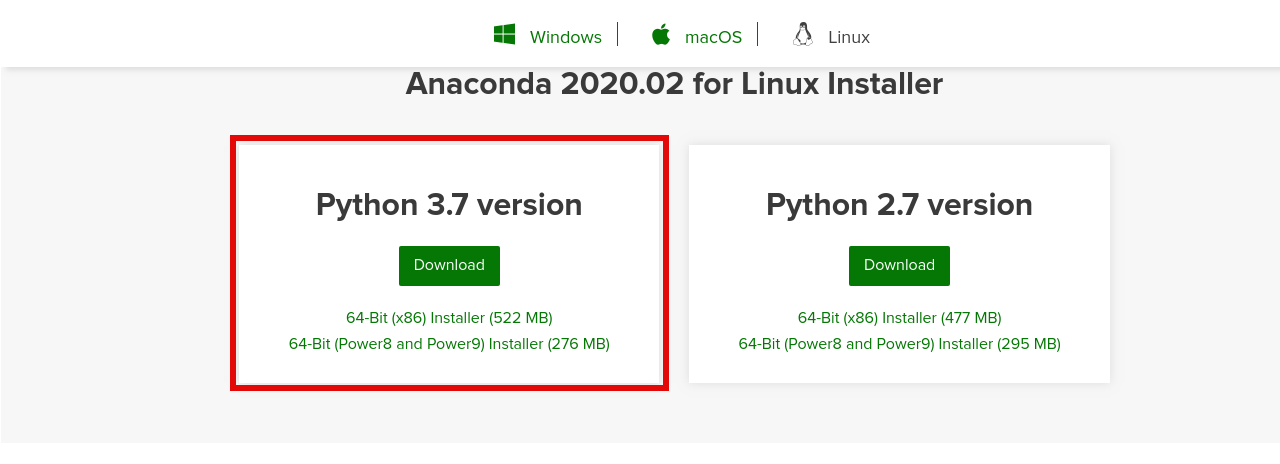 Windows
macOS
Linux
Anaconda 2020.02 for Linux Installer
Python 3.7 version
Download
64-Bit (x86) Installer (522 MB)
64-Bit (Power8 and Power9) Installer (276 MB)
Python 2.7 version
Download
64-Bit (x86) Installer (477 MB)
64-Bit (Power8 and Power9) Installer (295 MB)